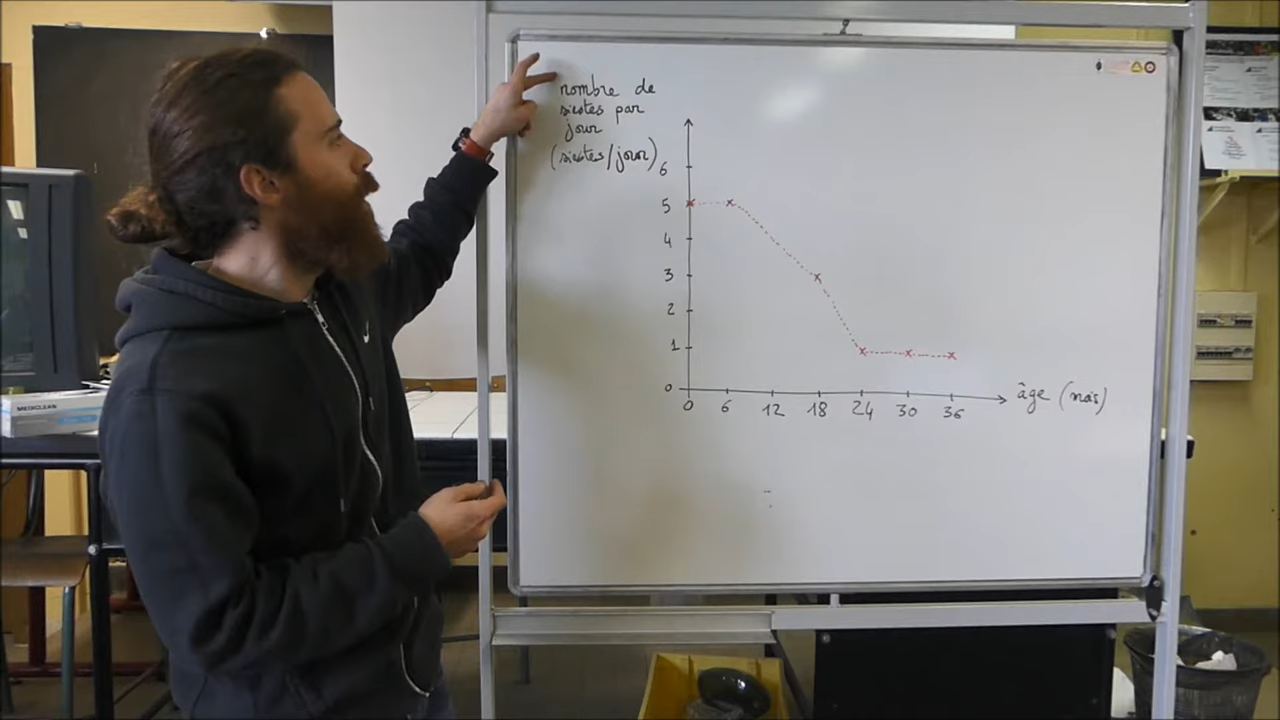 nombre de
siestes par
jour
(siestes/jour)
6
5
4
3
2
1
0
0 6 12 18 24 30 36
âge (mois)
MEDICLEAN